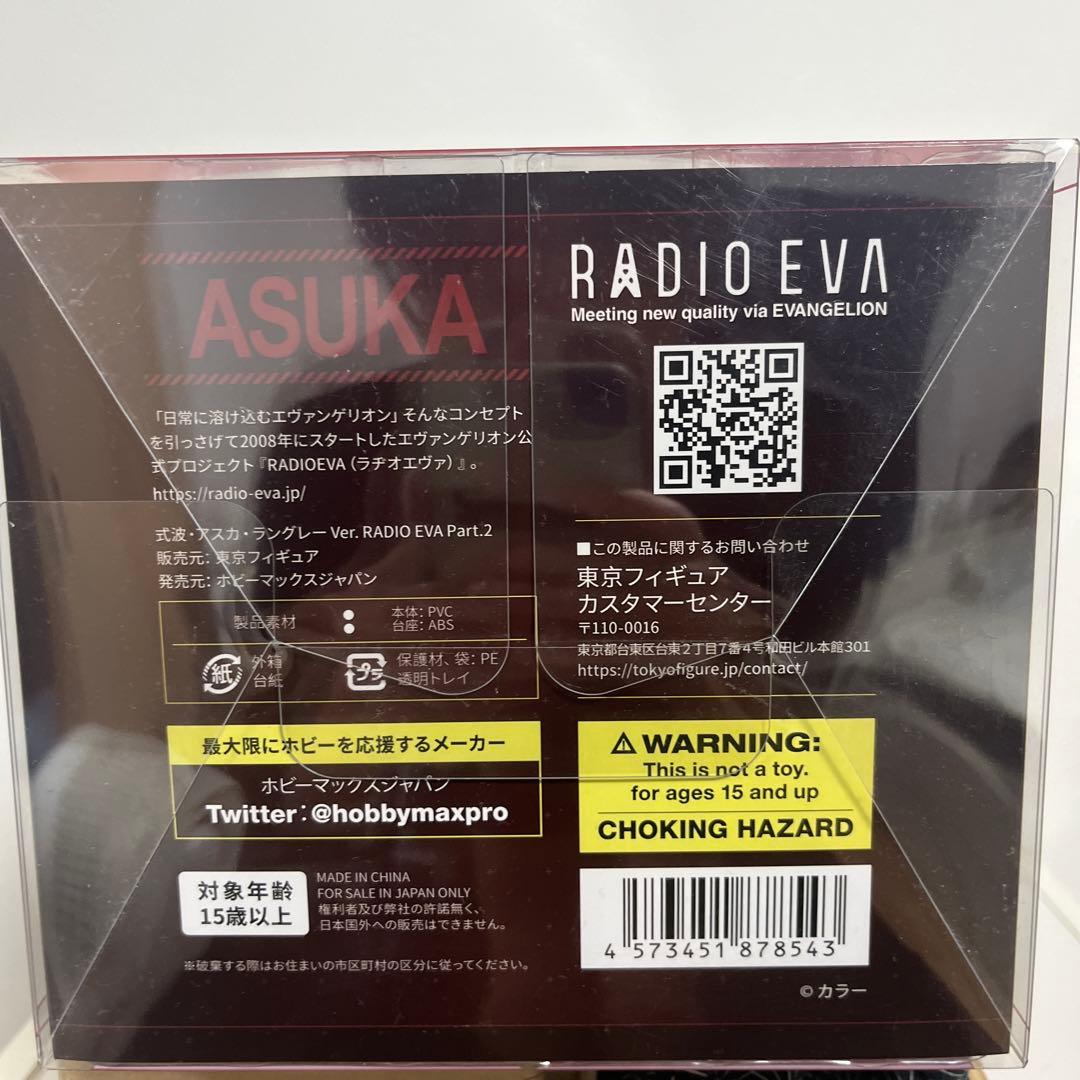 ASUKA
「日常に溶け込むエヴァンゲリオン」そんなコンセプト
を引っさげて2008年にスタートしたエヴァンゲリオン公
式プロジェクト『RADIOEVA（ラヂオエヴァ）』。
https://radio-eva.jp/
式波・アスカ・ラングレー Ver. RADIO EVA Part.2
販売元：東京フィギュア
発売元：ホビーマックスジャパン
製品素材：
本体：PVC
台座：ABS
紙
外箱
台紙
プラ
保護材、袋：PE
透明トレイ
最大限にホビーを応援するメーカー
ホビーマックスジャパン
Twitter：@hobbymaxpro
対象年齢
15歳以上
MADE IN CHINA
FOR SALE IN JAPAN ONLY
権利者及び弊社の許諾無く、
日本国外への販売はできません。
※破棄する際はお住まいの市区町村の区分に従ってください。
RADIO EVA
Meeting new quality via EVANGELION
■この製品に関するお問い合わせ
東京フィギュア
カスタマーセンター
〒110-0016
東京都台東区台東2丁目7番4号和田ビル本館301
https://tokyofigure.jp/contact/
⚠WARNING:
This is not a toy.
for ages 15 and up
CHOKING HAZARD
4 573451 878543
© カラー